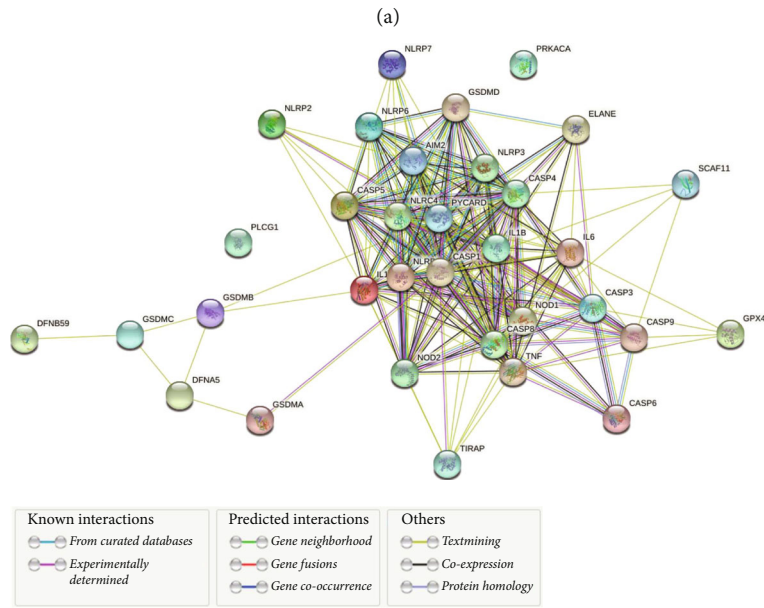 (a)
NLRP7
PRKACA
GSDMD
NLRP2
NLRP6
ELANE
AIM2
NLRP3
SCAF11
CASP5
CASP4
NLRC4
PYCARD
PLCG1
IL1B
IL6
CASP1
CASP3
GSDMB
NOD1
DFNB59
GSDMC
CASP8
CASP9
GPX4
NOD2
TNF
DFNA5
GSDMA
CASP6
TIRAP
Known interactions
From curated databases
Experimentally
determined
Predicted interactions
Gene neighborhood
Gene fusions
Gene co-occurrence
Others
Textmining
Co-expression
Protein homology